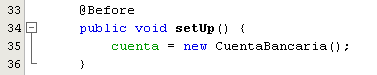 33 @Before
34 public void setUp() {
35 cuenta = new CuentaBancaria();
36 }